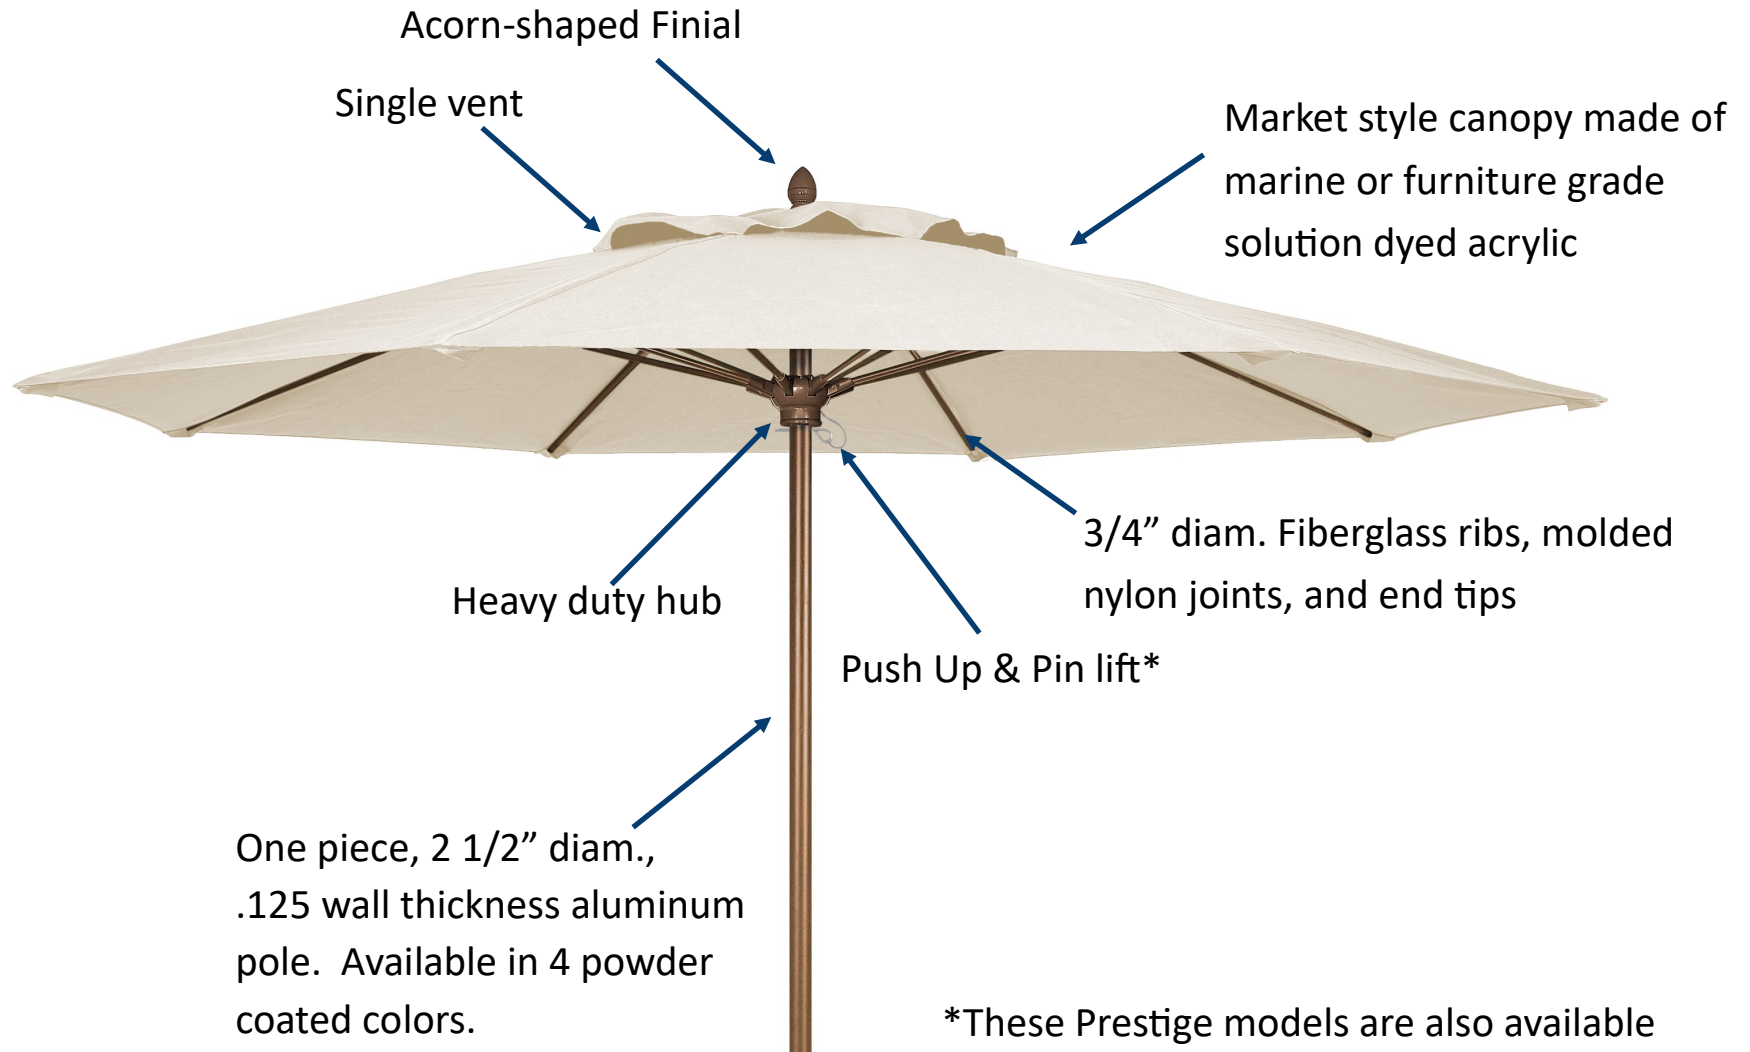 Acorn-shaped Finial
Single vent
Market style canopy made of
marine or furniture grade
solution dyed acrylic
3/4” diam. Fiberglass ribs, molded
nylon joints, and end tips
Heavy duty hub
Push Up & Pin lift*
One piece, 2 1/2” diam.,
.125 wall thickness aluminum
pole.  Available in 4 powder
coated colors.
*These Prestige models are also available